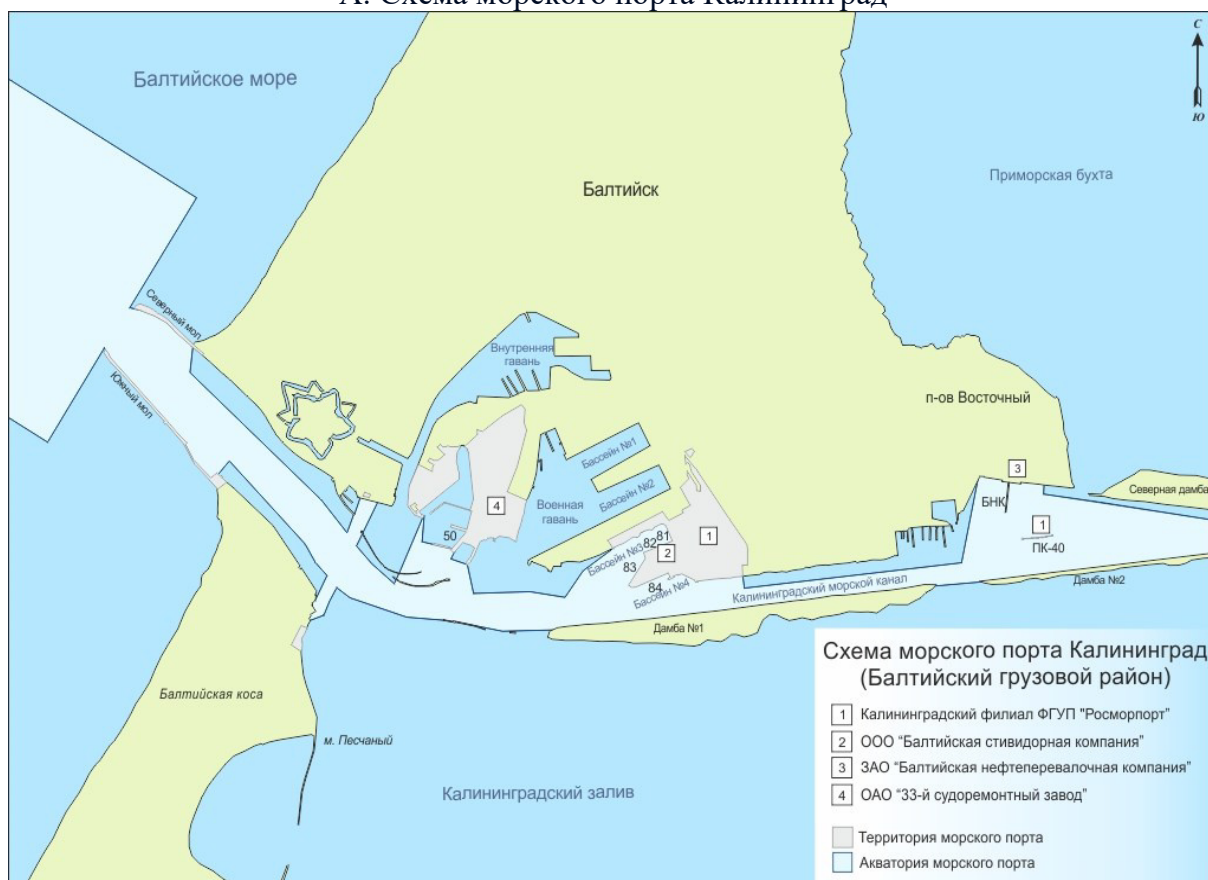 А. Схема морского порта Калининград
С
Ю
Балтийское море
Приморская бухта
Балтийск
Северный мол
Южный мол
Внутренняя
гавань
п-ов Восточный
Бассейн №1
Бассейн №2
Военная
гавань
3
4
50
Северная дамба
БНК
1
ПК-40
1
81
82
2
Бассейн №3
83
84
Бассейн №4
Калининградский морской канал
Дамба №2
Дамба №1
Балтийская коса
м. Песчаный
Калининградский залив
Схема морского порта Калининград
(Балтийский грузовой район)
1 Калининградский филиал ФГУП "Росморпорт"
2 ООО "Балтийская стивидорная компания"
3 ЗАО "Балтийская нефтеперевалочная компания"
4 ОАО "33-й судоремонтный завод"
Территория морского порта
Акватория морского порта